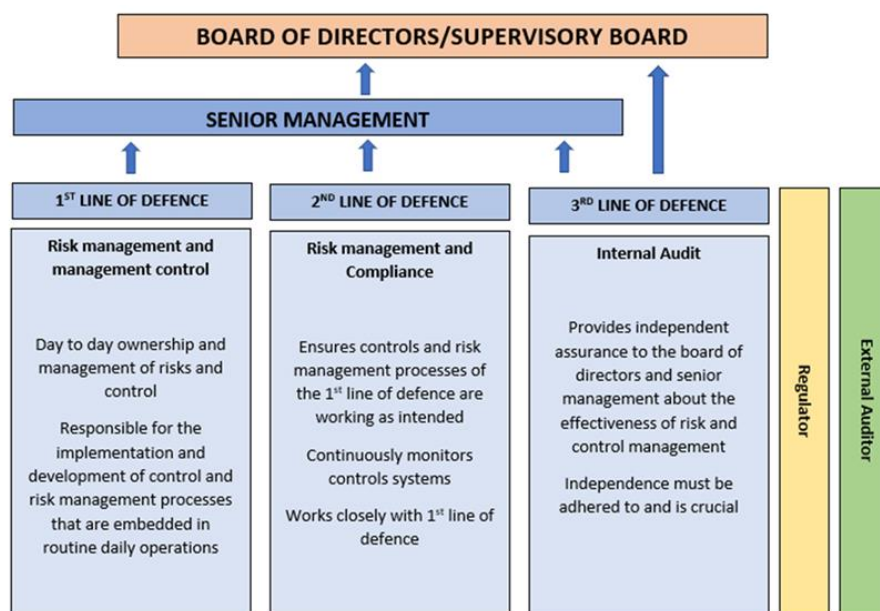 BOARD OF DIRECTORS/SUPERVISORY BOARD
SENIOR MANAGEMENT
1ST LINE OF DEFENCE
Risk management and
management control
Day to day ownership and
management of risks and
control
Responsible for the
implementation and
development of control and
risk management processes
that are embedded in
routine daily operations
2ND LINE OF DEFENCE
Risk management and
Compliance
Ensures controls and risk
management processes of
the 1st line of defence are
working as intended
Continuously monitors
controls systems
Works closely with 1st line of
defence
3RD LINE OF DEFENCE
Internal Audit
Provides independent
assurance to the board of
directors and senior
management about the
effectiveness of risk and
control management
Independence must be
adhered to and is crucial
Regulator
External Auditor